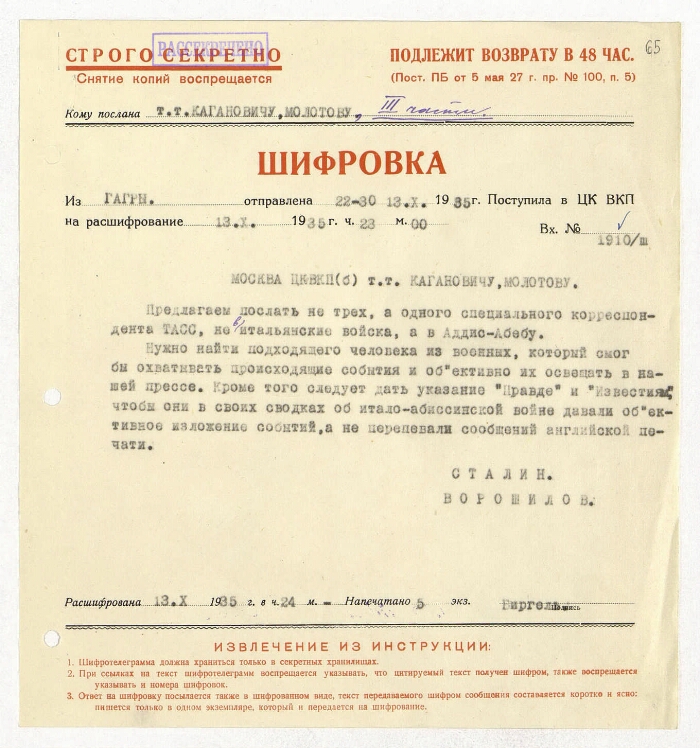 65
РАССЕКРЕЧЕНО
СТРОГО СЕКРЕТНО
Снятие копий воспрещается
ПОДЛЕЖИТ ВОЗВРАТУ В 48 ЧАС.
(Пост. ПБ от 5 мая 27 г. пр. № 100, п. 5)
Кому послана т.т.КАГАНОВИЧУ,МОЛОТОВУ, III части.
ШИФРОВКА
Из ГАГРЫ. отправлена 22-30 13.X. 1935г. Поступила в ЦК ВКП
на расшифрование 13.X. 1935г. ч. 23 м. 00
Вх. №
1910/ш
МОСКВА ЦК ВКП(б) т.т. КАГАНОВИЧУ,МОЛОТОВУ.
Предлагаем послать не трех, а одного специального корреспон-
дента ТАСС, не в итальянские войска, а в Аддис-Абебу.
Нужно найти подходящего человека из военных, который смог
бы охватывать происходящие события и об"ективно их освещать в на-
шей прессе. Кроме того следует дать указание "Правде" и "Известиям",
чтобы они в своих сводках об итало-абиссинской войне давали об"ек-
тивное изложение событий,а не перепевали сообщений английской пе-
чати.
СТАЛИН.
ВОРОШИЛОВ.
Расшифрована 13.X 1935 г. в ч. 24 м. – Напечатано 5 экз. Виргель Подпись
ИЗВЛЕЧЕНИЕ ИЗ ИНСТРУКЦИИ:
1. Шифротелеграмма должна храниться только в секретных хранилищах.
2. При ссылках на текст шифротелеграмм воспрещается указывать, что цитируемый текст получен шифром, также воспрещается
указывать и номера шифровок.
3. Ответ на шифровку посылается также в шифрованном виде, текст передаваемого шифром сообщения составляется коротко и ясно:
пишется только в одном экземпляре, который и передается на шифрование.